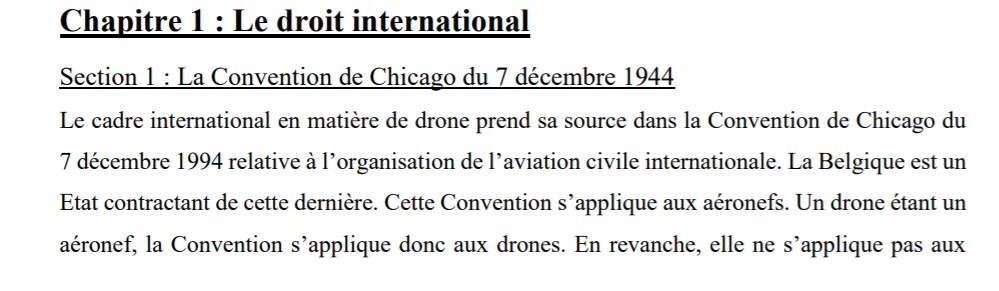 Chapitre 1 : Le droit international
Section 1 : La Convention de Chicago du 7 décembre 1944
Le cadre international en matière de drone prend sa source dans la Convention de Chicago du
7 décembre 1994 relative à l’organisation de l’aviation civile internationale. La Belgique est un
Etat contractant de cette dernière. Cette Convention s’applique aux aéronefs. Un drone étant un
aéronef, la Convention s’applique donc aux drones. En revanche, elle ne s’applique pas aux